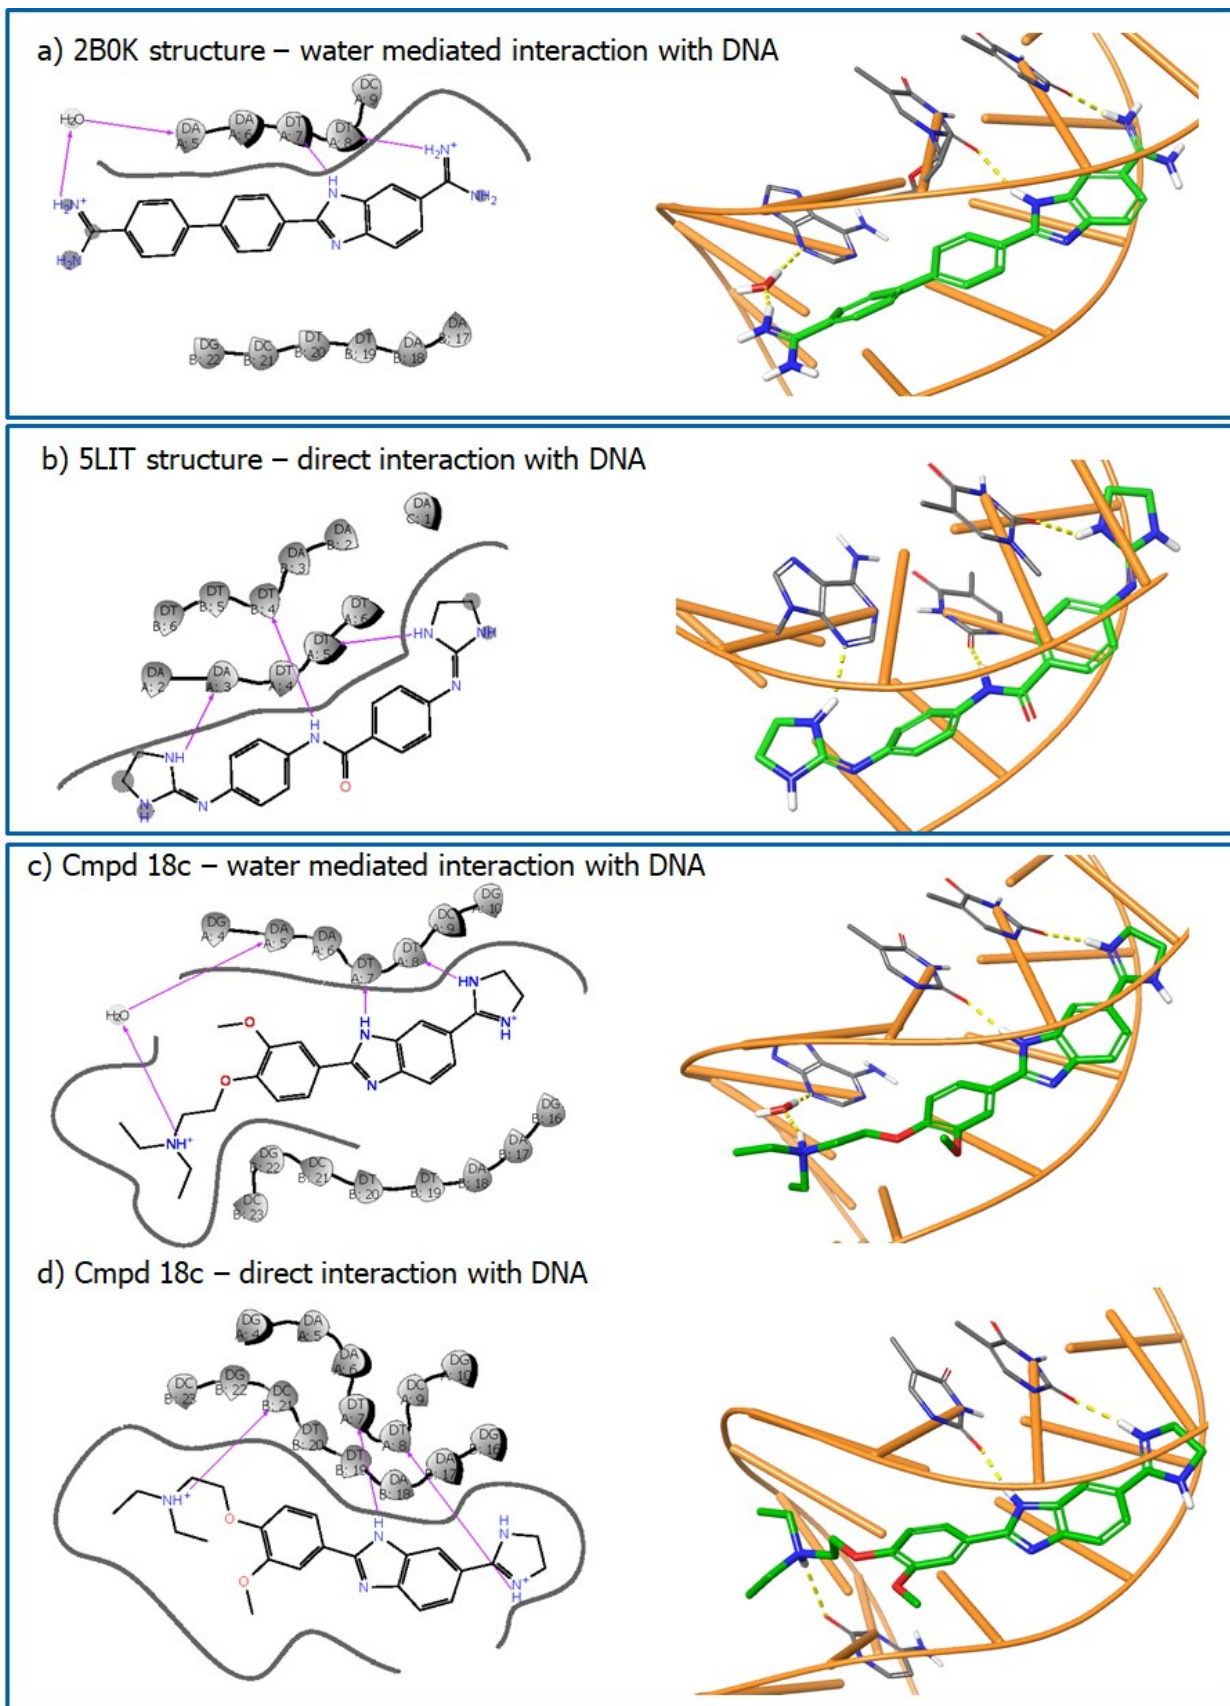 a) 2B0K structure – water mediated interaction with DNA
DC
A: 9
H₂O
DA
A: 5
DA
A: 6
DT
A: 7
DT
A: 8
H₂N⁺
H
N
NH₂
N
H₂N⁺
H₂N
DG
B: 22
DC
B: 21
DT
B: 20
DT
B: 19
DA
B: 18
DA
B: 17
b) 5LIT structure – direct interaction with DNA
DA
C: 1
DA
B: 2
DA
B: 3
DT
B: 4
DT
B: 5
DT
B: 6
DT
A: 6
DT
A: 5
DT
A: 4
DA
A: 3
DA
A: 2
HN
NH
N
H
N
O
NH
N
H
N
c) Cmpd 18c – water mediated interaction with DNA
DG
A: 4
DA
A: 5
DA
A: 6
DT
A: 7
DT
A: 8
DC
A: 9
DG
A: 10
H₂O
HN
N⁺
H
H
N
N
O
O
NH⁺
DG
B: 16
DA
B: 17
DA
B: 18
DT
B: 19
DT
B: 20
DC
B: 21
DG
B: 22
DC
B: 23
d) Cmpd 18c – direct interaction with DNA
DG
A: 4
DA
A: 5
DA
A: 6
DT
A: 7
DT
A: 8
DC
A: 9
DG
A: 10
DC
B: 23
DG
B: 22
DC
B: 21
DT
B: 20
DT
B: 19
DA
B: 18
DA
B: 17
DG
B: 16
NH⁺
O
O
N
H
N
H
N
N⁺
H